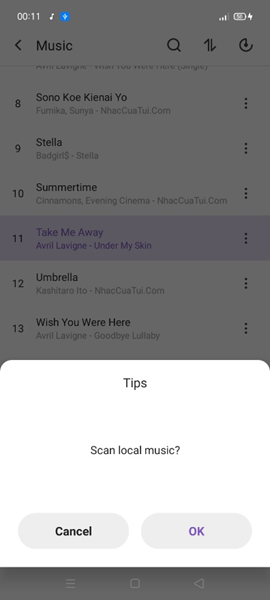 00:11
Music
Avril Lavigne - Wish You Were Here (Single)
8
Sono Koe Kienai Yo
Fumika, Sunya - NhacCuaTui.Com
9
Stella
Badgirl$ - Stella
10
Summertime
Cinnamons, Evening Cinema - NhacCuaTui.Com
11
Take Me Away
Avril Lavigne - Under My Skin
12
Umbrella
Kashitaro Ito - NhacCuaTui.Com
13
Wish You Were Here
Avril Lavigne - Goodbye Lullaby
Tips
Scan local music?
Cancel
OK